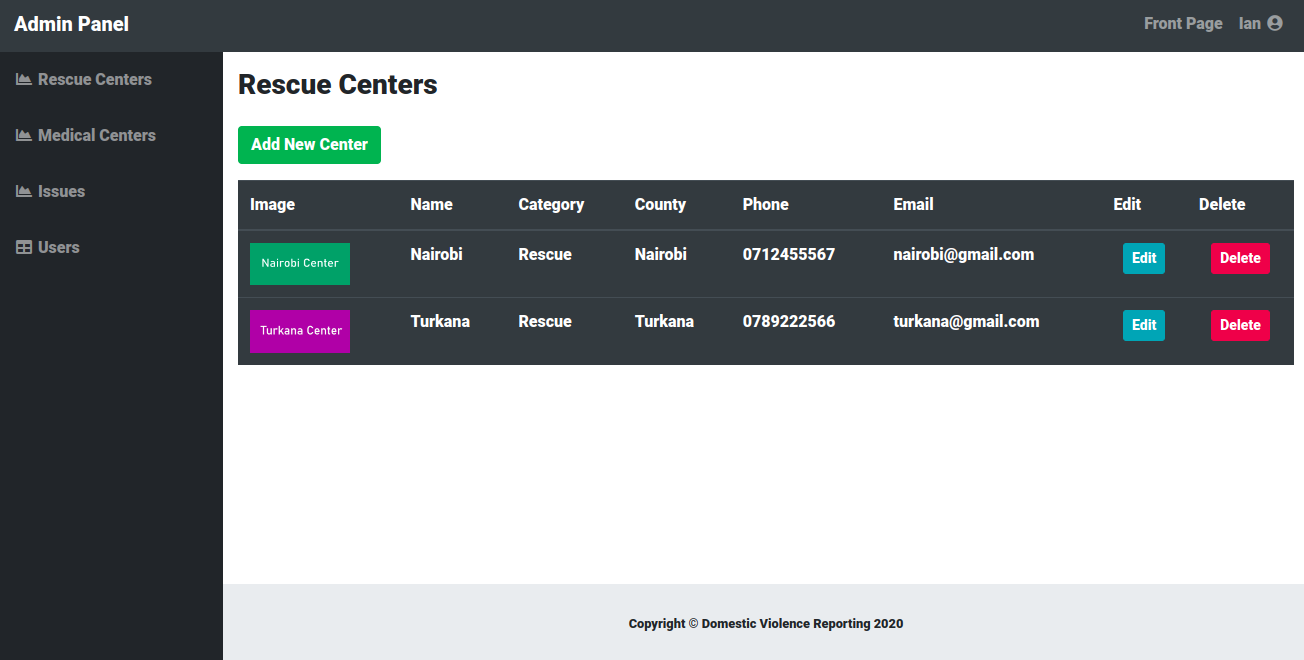 Admin Panel
Front Page Ian
Rescue Centers
Medical Centers
Issues
Users
Rescue Centers
Add New Center
Image Name Category County Phone Email Edit Delete
Nairobi Center Nairobi Rescue Nairobi 0712455567 nairobi@gmail.com Edit Delete
Turkana Center Turkana Rescue Turkana 0789222566 turkana@gmail.com Edit Delete
Copyright © Domestic Violence Reporting 2020